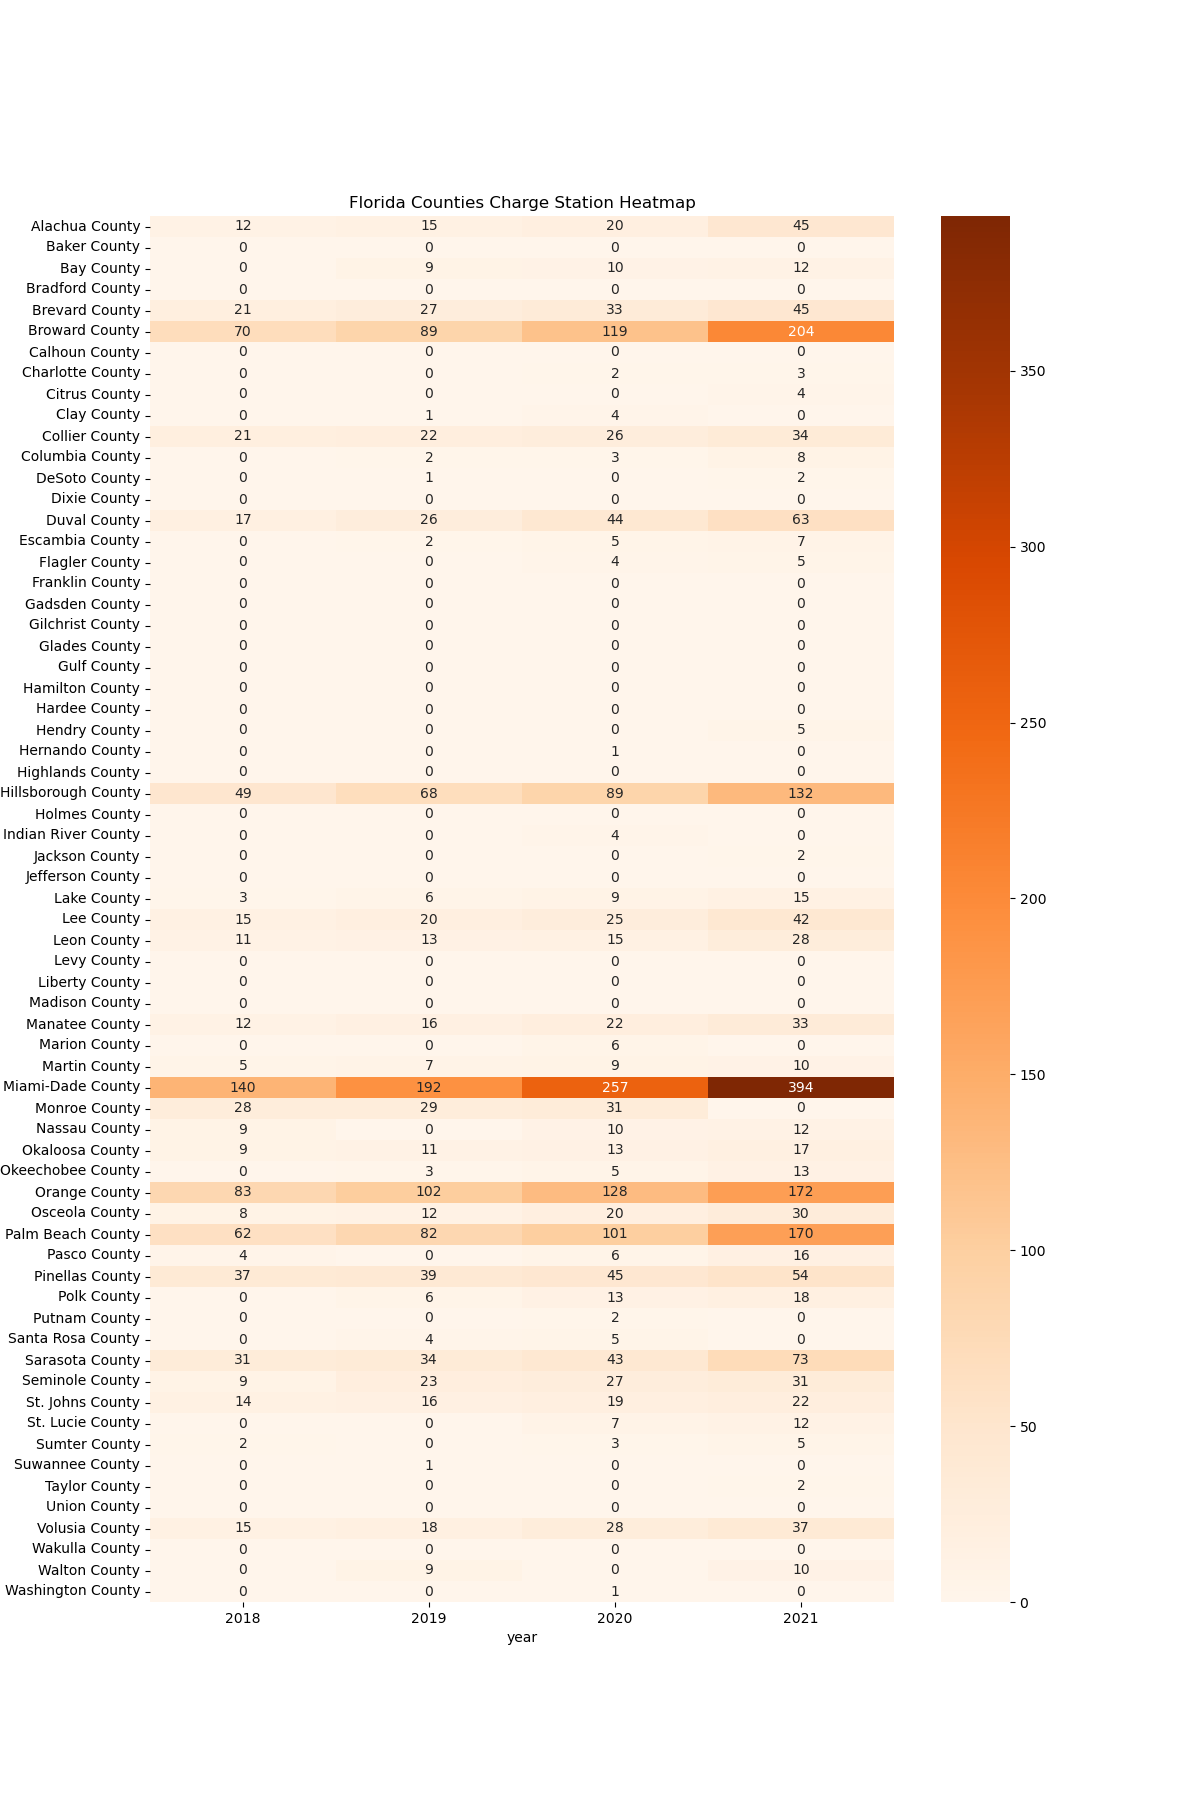 Florida Counties Charge Station Heatmap
Alachua County 12 15 20 45
Baker County 0 0 0 0
Bay County 0 9 10 12
Bradford County 0 0 0 0
Brevard County 21 27 33 45
Broward County 70 89 119 204
Calhoun County 0 0 0 0
Charlotte County 0 0 2 3
Citrus County 0 0 0 4
Clay County 0 1 4 0
Collier County 21 22 26 34
Columbia County 0 2 3 8
DeSoto County 0 1 0 2
Dixie County 0 0 0 0
Duval County 17 26 44 63
Escambia County 0 2 5 7
Flagler County 0 0 4 5
Franklin County 0 0 0 0
Gadsden County 0 0 0 0
Gilchrist County 0 0 0 0
Glades County 0 0 0 0
Gulf County 0 0 0 0
Hamilton County 0 0 0 0
Hardee County 0 0 0 0
Hendry County 0 0 0 5
Hernando County 0 0 1 0
Highlands County 0 0 0 0
Hillsborough County 49 68 89 132
Holmes County 0 0 0 0
Indian River County 0 0 4 0
Jackson County 0 0 0 2
Jefferson County 0 0 0 0
Lake County 3 6 9 15
Lee County 15 20 25 42
Leon County 11 13 15 28
Levy County 0 0 0 0
Liberty County 0 0 0 0
Madison County 0 0 0 0
Manatee County 12 16 22 33
Marion County 0 0 6 0
Martin County 5 7 9 10
Miami-Dade County 140 192 257 394
Monroe County 28 29 31 0
Nassau County 9 0 10 12
Okaloosa County 9 11 13 17
Okeechobee County 0 3 5 13
Orange County 83 102 128 172
Osceola County 8 12 20 30
Palm Beach County 62 82 101 170
Pasco County 4 0 6 16
Pinellas County 37 39 45 54
Polk County 0 6 13 18
Putnam County 0 0 2 0
Santa Rosa County 0 4 5 0
Sarasota County 31 34 43 73
Seminole County 9 23 27 31
St. Johns County 14 16 19 22
St. Lucie County 0 0 7 12
Sumter County 2 0 3 5
Suwannee County 0 1 0 0
Taylor County 0 0 0 2
Union County 0 0 0 0
Volusia County 15 18 28 37
Wakulla County 0 0 0 0
Walton County 0 9 0 10
Washington County 0 0 1 0
2018 2019 2020 2021
year
350
300
250
200
150
100
50
0